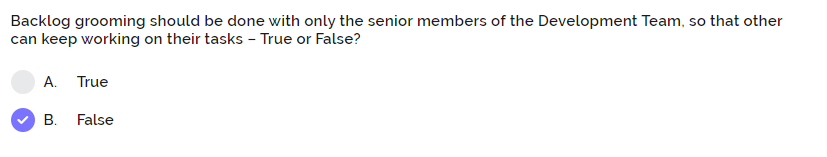 Backlog grooming should be done with only the senior members of the Development Team, so that other
can keep working on their tasks – True or False?
A. True
B. False